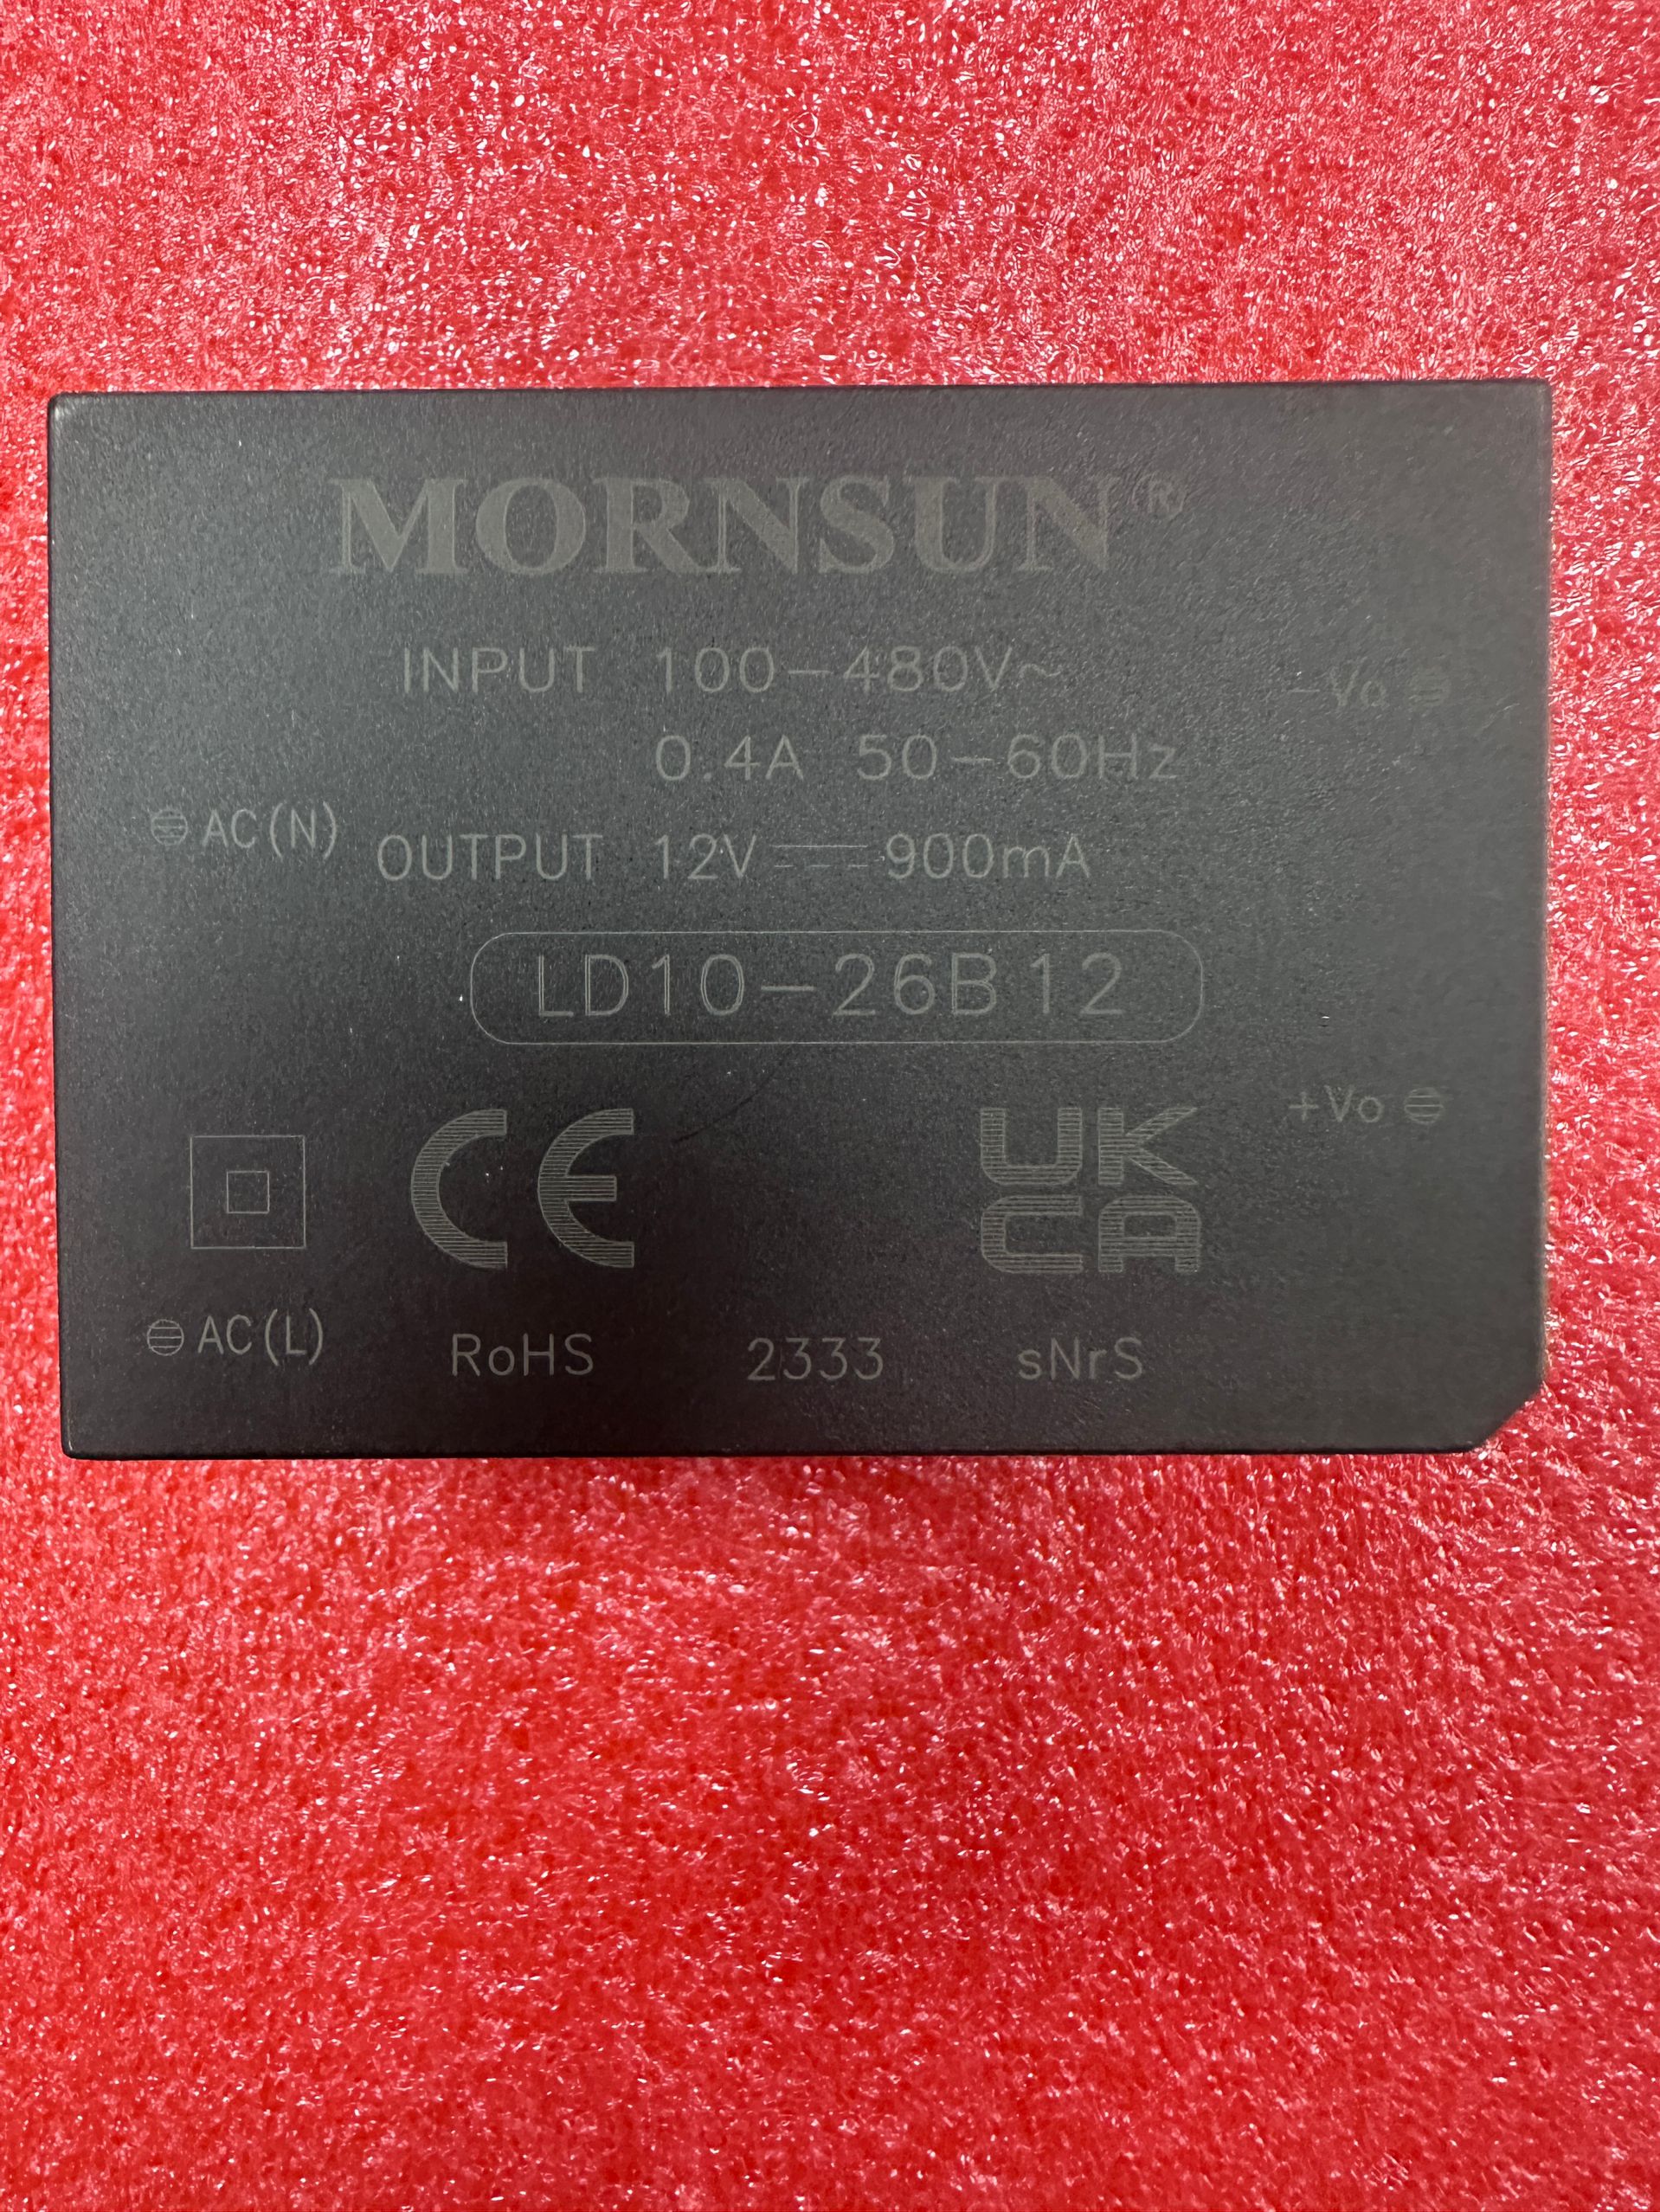 MORNSUN®
INPUT 100-480V~
-Vo
0.4A 50-60Hz
AC(N)
OUTPUT 12V⎓900mA
LD10-26B12
+Vo
CE
UK
CA
AC(L)
RoHS 2333 sNrS